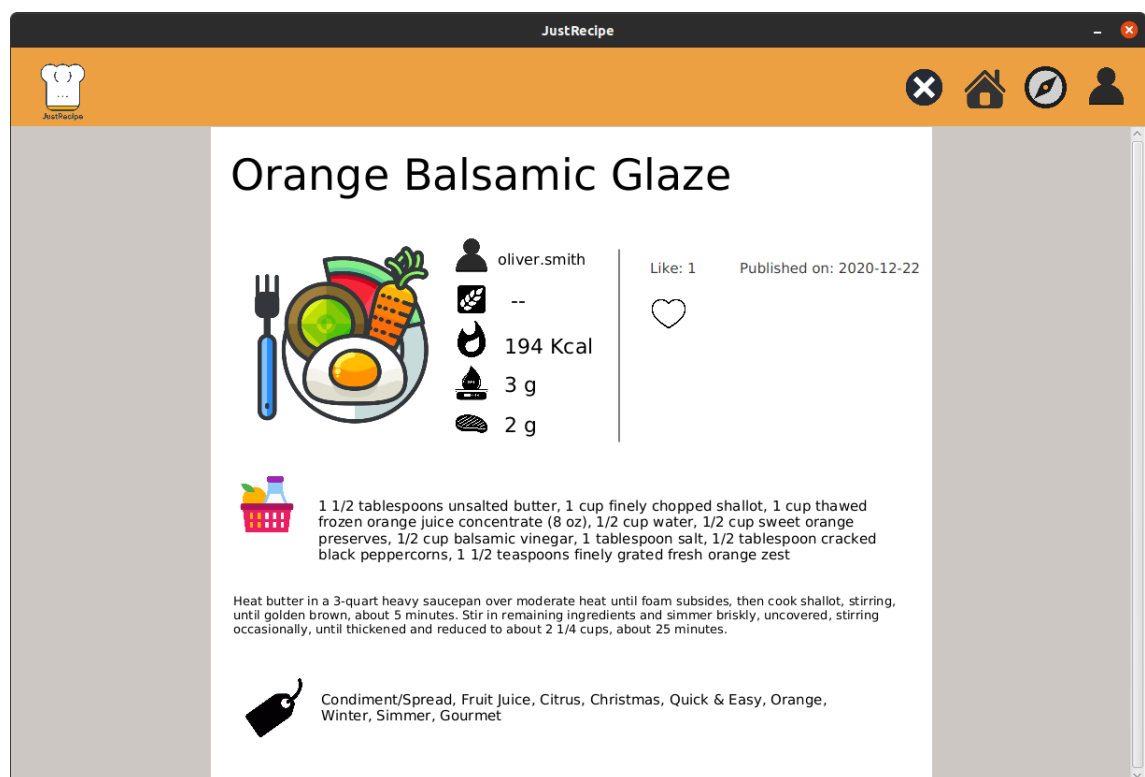 JustRecipe
JustRecipe
Orange Balsamic Glaze
oliver.smith
--
194 Kcal
3 g
2 g
Like: 1
Published on: 2020-12-22
1 1/2 tablespoons unsalted butter, 1 cup finely chopped shallot, 1 cup thawed
frozen orange juice concentrate (8 oz), 1/2 cup water, 1/2 cup sweet orange
preserves, 1/2 cup balsamic vinegar, 1 tablespoon salt, 1/2 tablespoon cracked
black peppercorns, 1 1/2 teaspoons finely grated fresh orange zest
Heat butter in a 3-quart heavy saucepan over moderate heat until foam subsides, then cook shallot, stirring,
until golden brown, about 5 minutes. Stir in remaining ingredients and simmer briskly, uncovered, stirring
occasionally, until thickened and reduced to about 2 1/4 cups, about 25 minutes.
Condiment/Spread, Fruit Juice, Citrus, Christmas, Quick & Easy, Orange,
Winter, Simmer, Gourmet